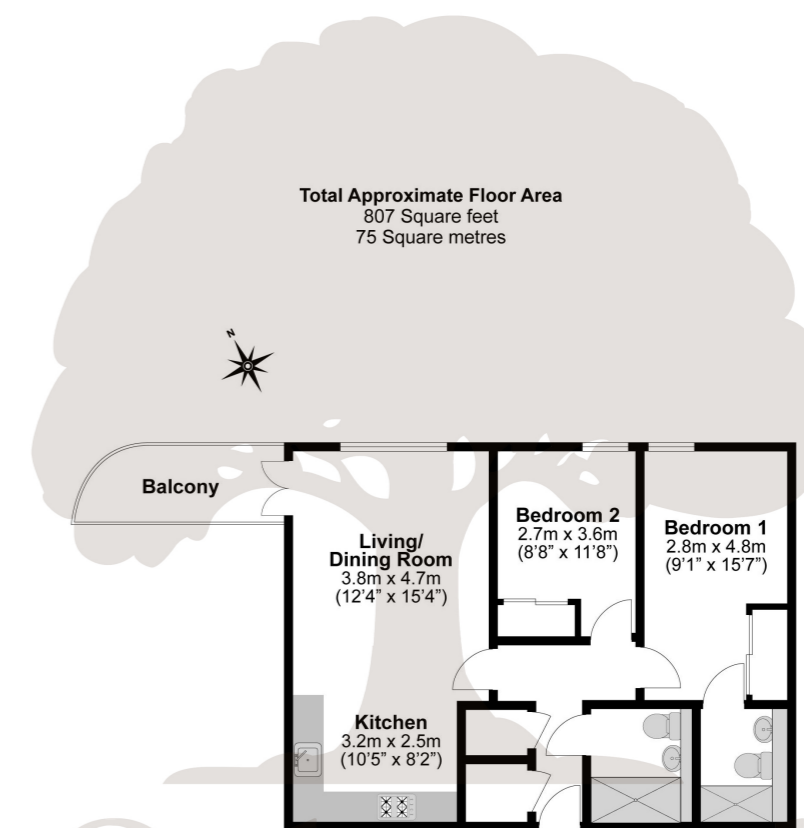 Total Approximate Floor Area
807 Square feet
75 Square metres
N
Balcony
Living/
Dining Room
3.8m x 4.7m
(12'4” x 15'4”)
Bedroom 2
2.7m x 3.6m
(8'8” x 11'8”)
Bedroom 1
2.8m x 4.8m
(9'1” x 15'7”)
Kitchen
3.2m x 2.5m
(10'5” x 8'2”)